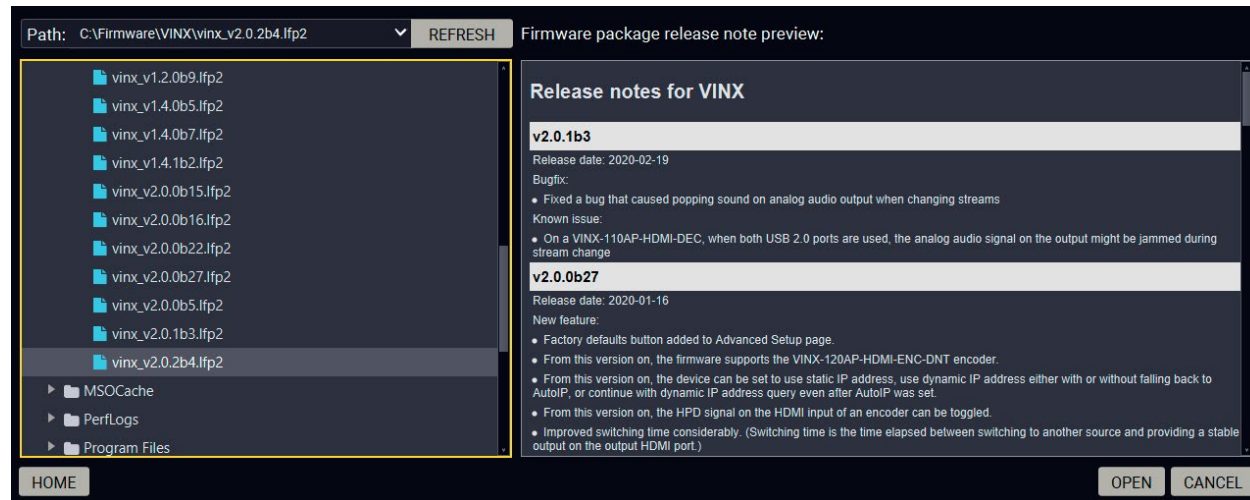 Path: C:\Firmware\VINX\vinx_v2.0.2b4.lfp2 REFRESH
Firmware package release note preview:
vinx_v1.2.0b9.lfp2
vinx_v1.4.0b5.lfp2
vinx_v1.4.0b7.lfp2
vinx_v1.4.1b2.lfp2
vinx_v2.0.0b15.lfp2
vinx_v2.0.0b16.lfp2
vinx_v2.0.0b22.lfp2
vinx_v2.0.0b27.lfp2
vinx_v2.0.0b5.lfp2
vinx_v2.0.1b3.lfp2
vinx_v2.0.2b4.lfp2
MSOCache
PerfLogs
Program Files
Release notes for VINX
v2.0.1b3
Release date: 2020-02-19
Bugfix:
• Fixed a bug that caused popping sound on analog audio output when changing streams
Known issue:
• On a VINX-110AP-HDMI-DEC, when both USB 2.0 ports are used, the analog audio signal on the output might be jammed during
stream change
v2.0.0b27
Release date: 2020-01-16
New feature:
• Factory defaults button added to Advanced Setup page.
• From this version on, the firmware supports the VINX-120AP-HDMI-ENC-DNT encoder.
• From this version on, the device can be set to use static IP address, use dynamic IP address either with or without falling back to
AutoIP, or continue with dynamic IP address query even after AutoIP was set.
• From this version on, the HPD signal on the HDMI input of an encoder can be toggled.
• Improved switching time considerably. (Switching time is the time elapsed between switching to another source and providing a stable
output on the output HDMI port.)
HOME
OPEN
CANCEL